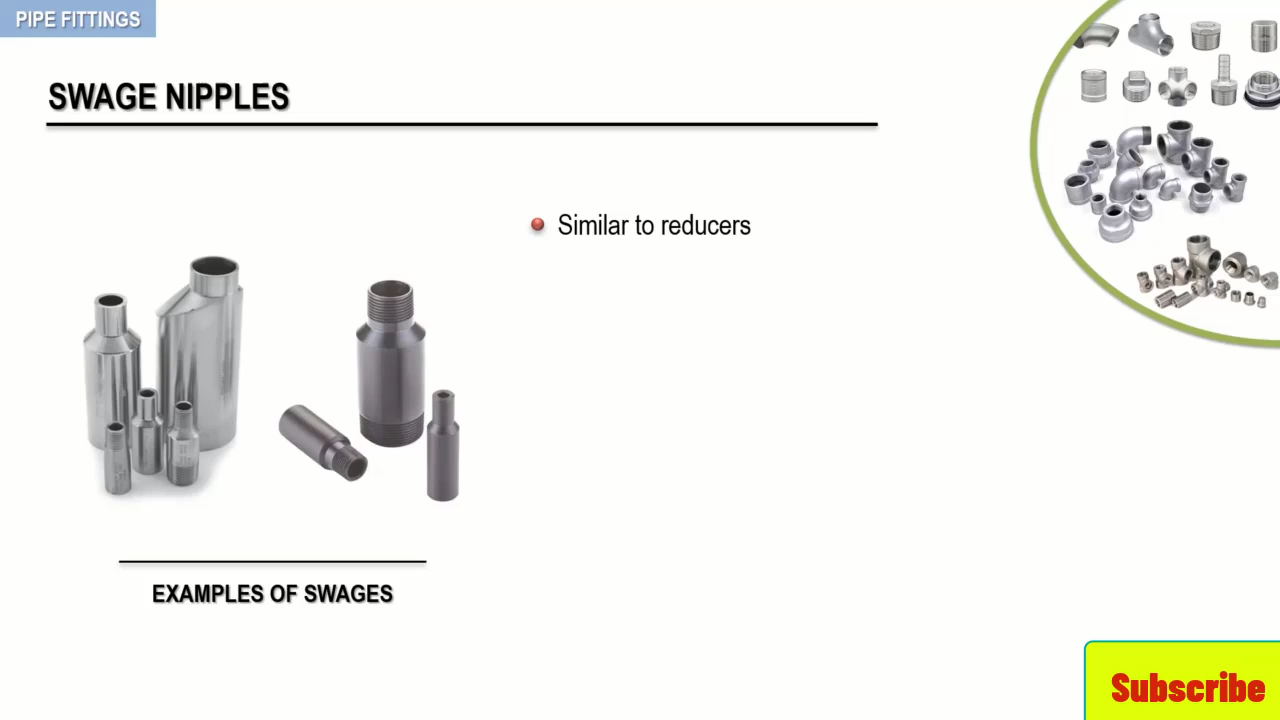 PIPE FITTINGS
SWAGE NIPPLES
Similar to reducers
EXAMPLES OF SWAGES
Subscribe